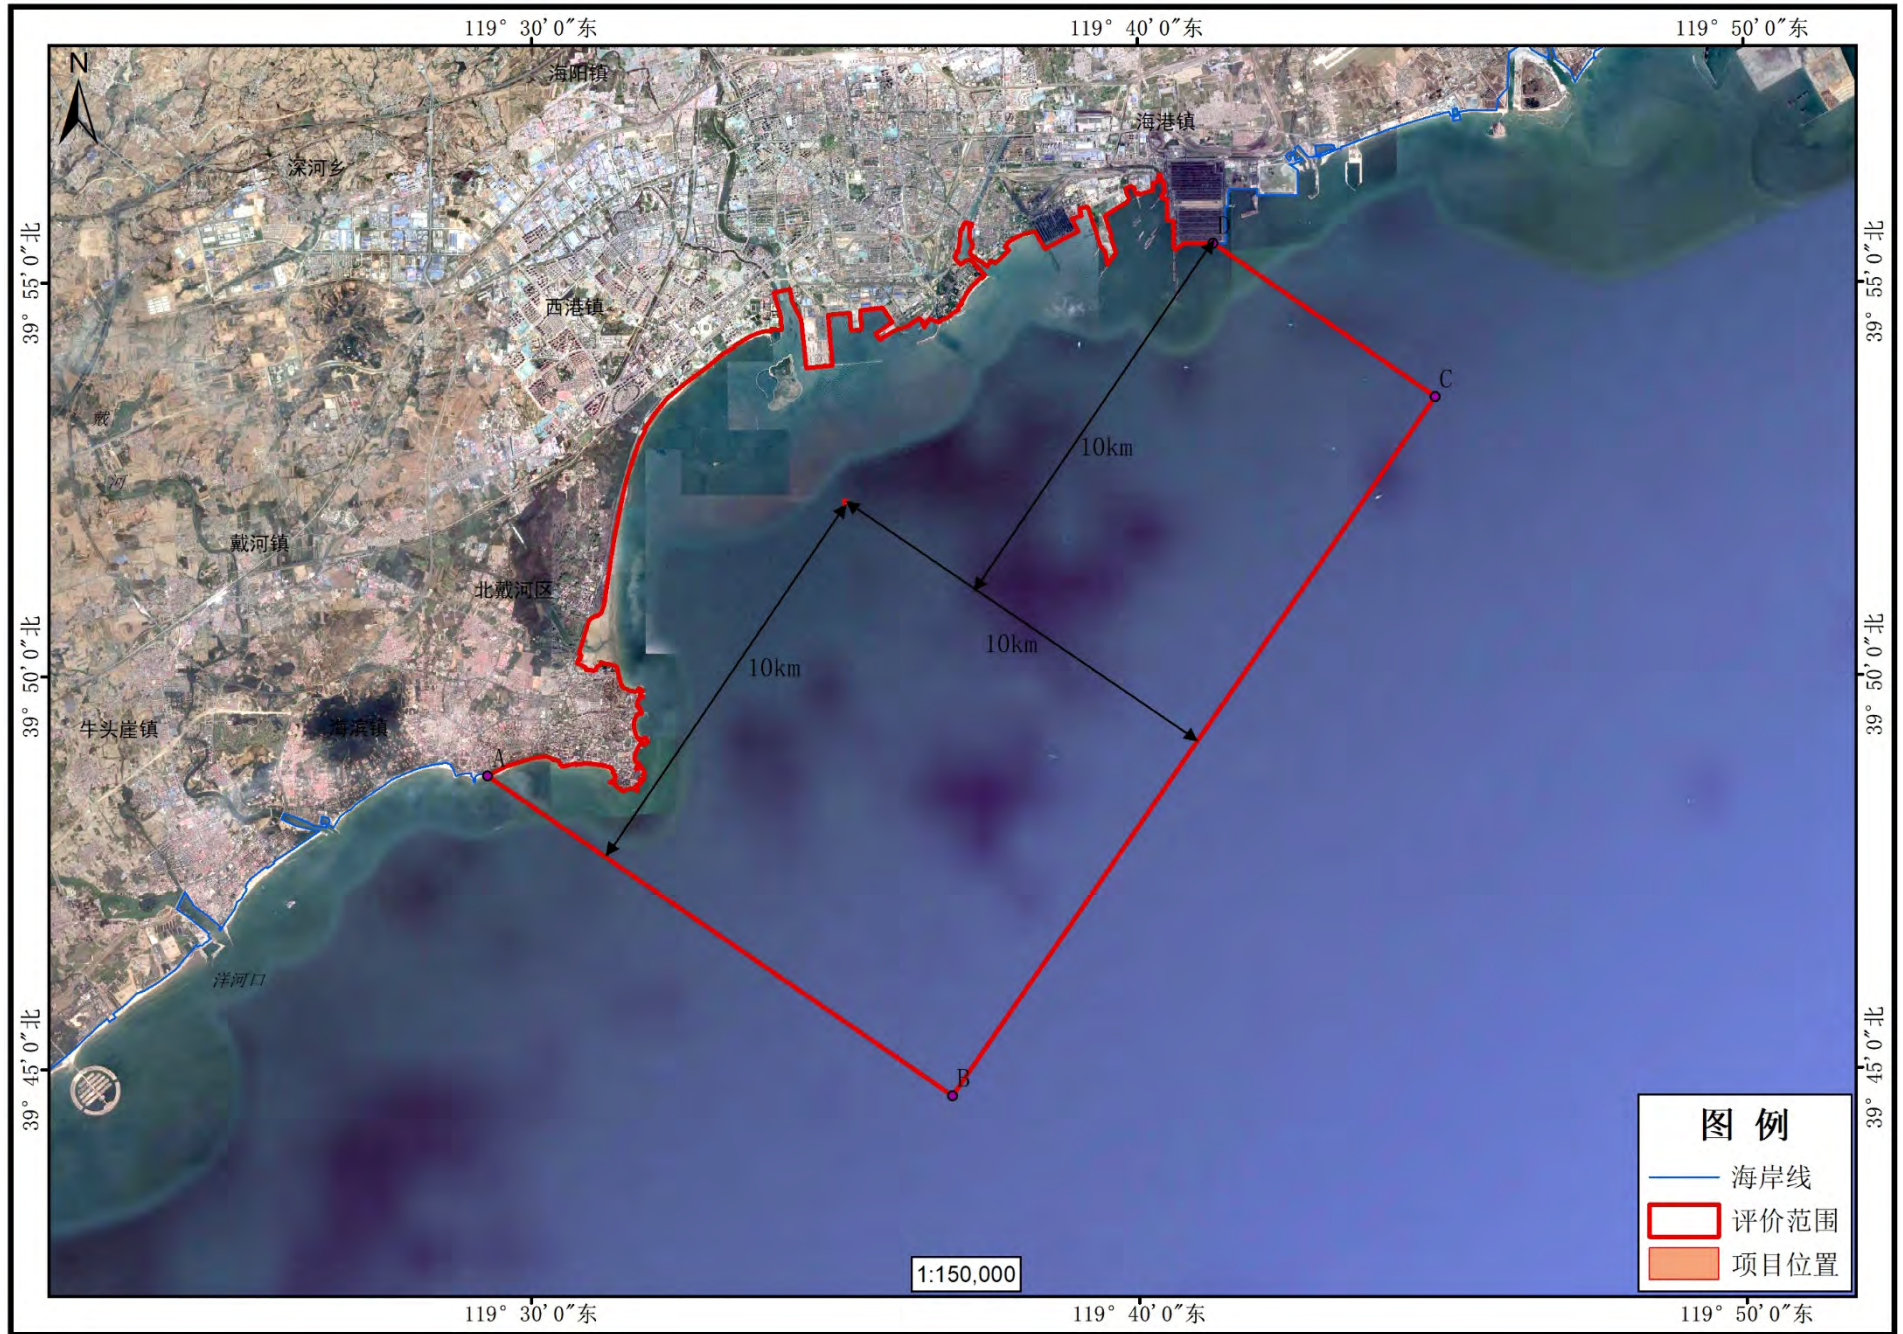 119° 30′0″东
119° 40′0″东
119° 50′0″东
N
海阳镇
海港镇
深河乡
39° 55′0″北
39° 55′0″北
D
西港镇
C
戴
10km
河
戴河镇
北戴河区
39° 50′0″北
39° 50′0″北
10km
10km
牛头崖镇
海滨镇
A
洋河口
39° 45′0″北
39° 45′0″北
B
图 例
海岸线
评价范围
项目位置
1:150,000
119° 30′0″东
119° 40′0″东
119° 50′0″东